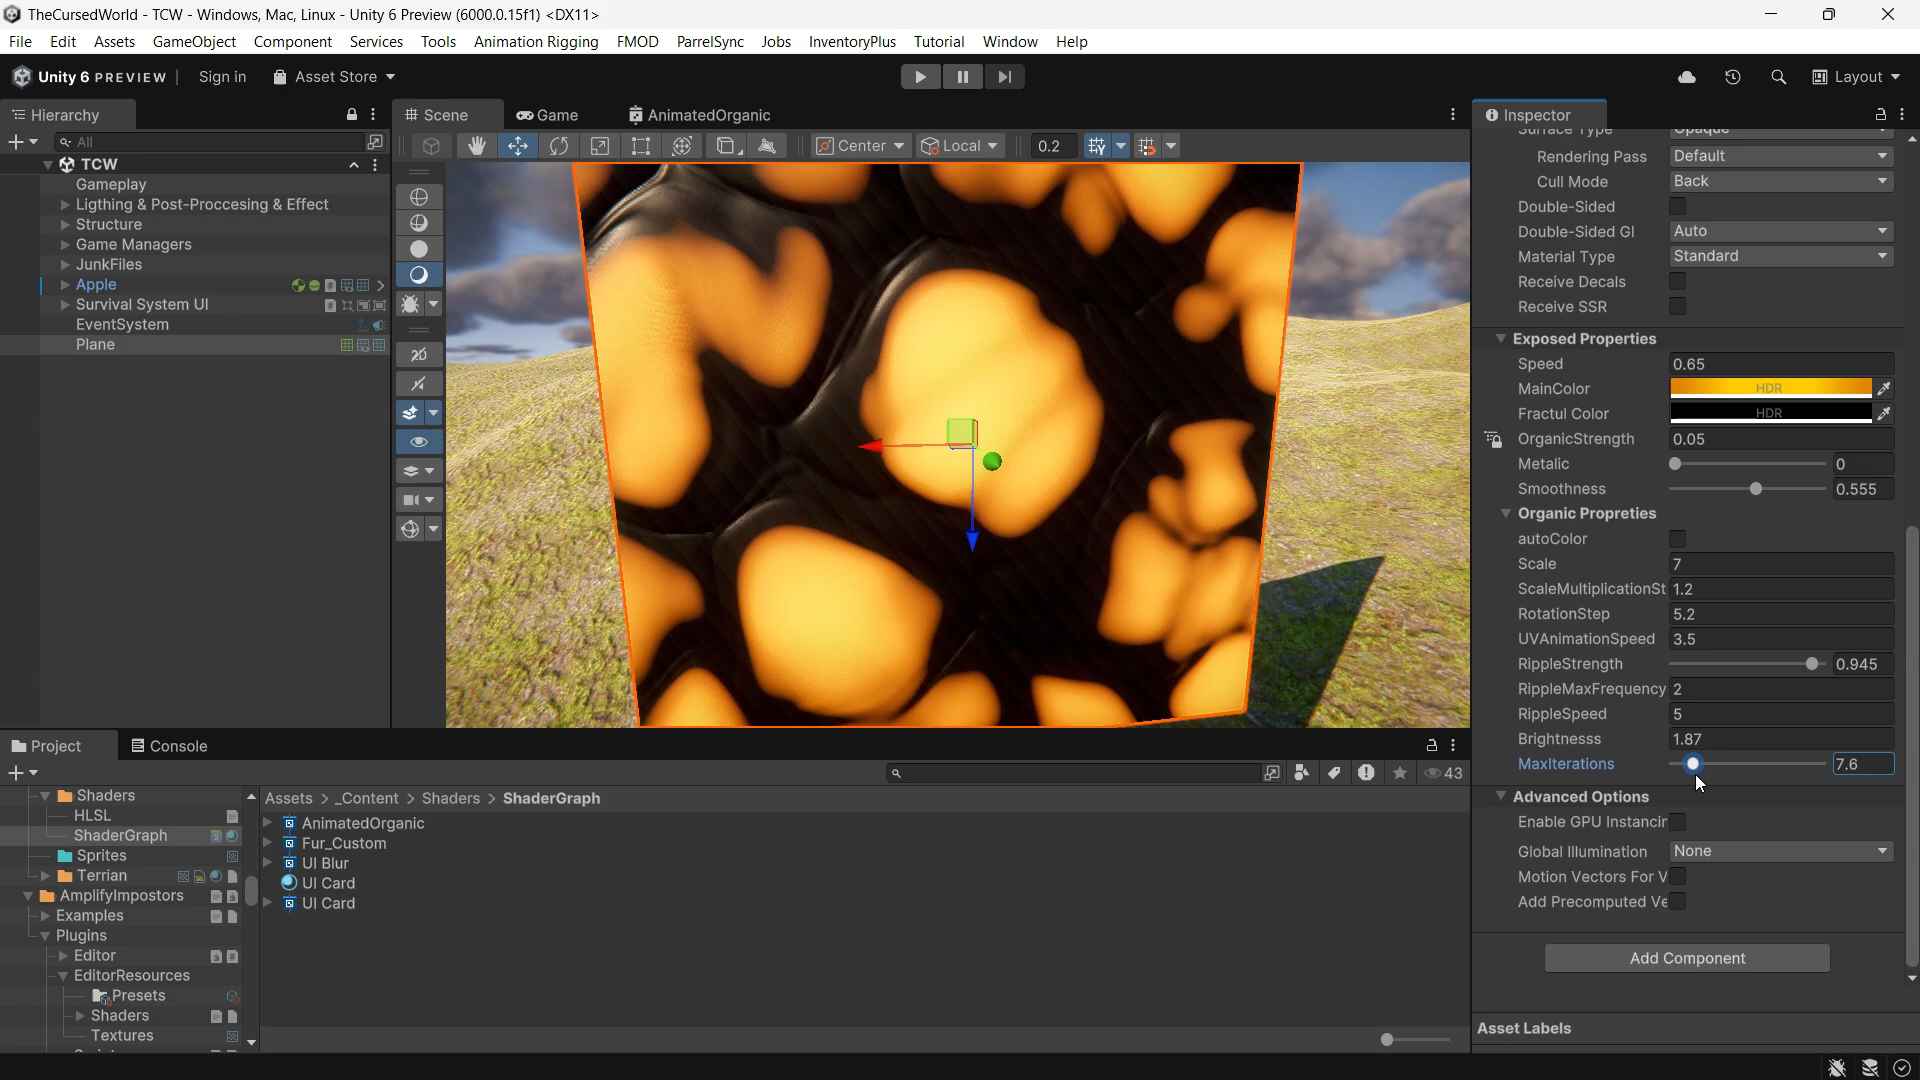 TheCursedWorld - TCW - Windows, Mac, Linux - Unity 6 Preview (6000.0.15f1) <DX11>
File Edit Assets GameObject Component Services Tools Animation Rigging FMOD ParrelSync Jobs InventoryPlus Tutorial Window Help
Unity 6 PREVIEW Sign in Asset Store Layout
Hierarchy
All
TCW
Gameplay
Ligthing & Post-Proccesing & Effect
Structure
Game Managers
JunkFiles
Apple
Survival System UI
EventSystem
Plane
Scene Game AnimatedOrganic
Center Local 0.2
Inspector
Rendering Pass Default
Cull Mode Back
Double-Sided
Double-Sided GI Auto
Material Type Standard
Receive Decals
Receive SSR
Exposed Properties
Speed 0.65
MainColor HDR
Fractul Color HDR
OrganicStrength 0.05
Metalic 0
Smoothness 0.555
Organic Propreties
autoColor
Scale 7
ScaleMultiplicationSt 1.2
RotationStep 5.2
UVAnimationSpeed 3.5
RippleStrength 0.945
RippleMaxFrequency 2
RippleSpeed 5
Brightnesss 1.87
MaxIterations 7.6
Advanced Options
Enable GPU Instancir
Global Illumination None
Motion Vectors For V
Add Precomputed Ve
Add Component
Asset Labels
Project Console
43
Shaders
HLSL
ShaderGraph
Sprites
Terrian
AmplifyImpostors
Examples
Plugins
Editor
EditorResources
Presets
Shaders
Textures
Assets > _Content > Shaders > ShaderGraph
AnimatedOrganic
Fur_Custom
UI Blur
UI Card
UI Card